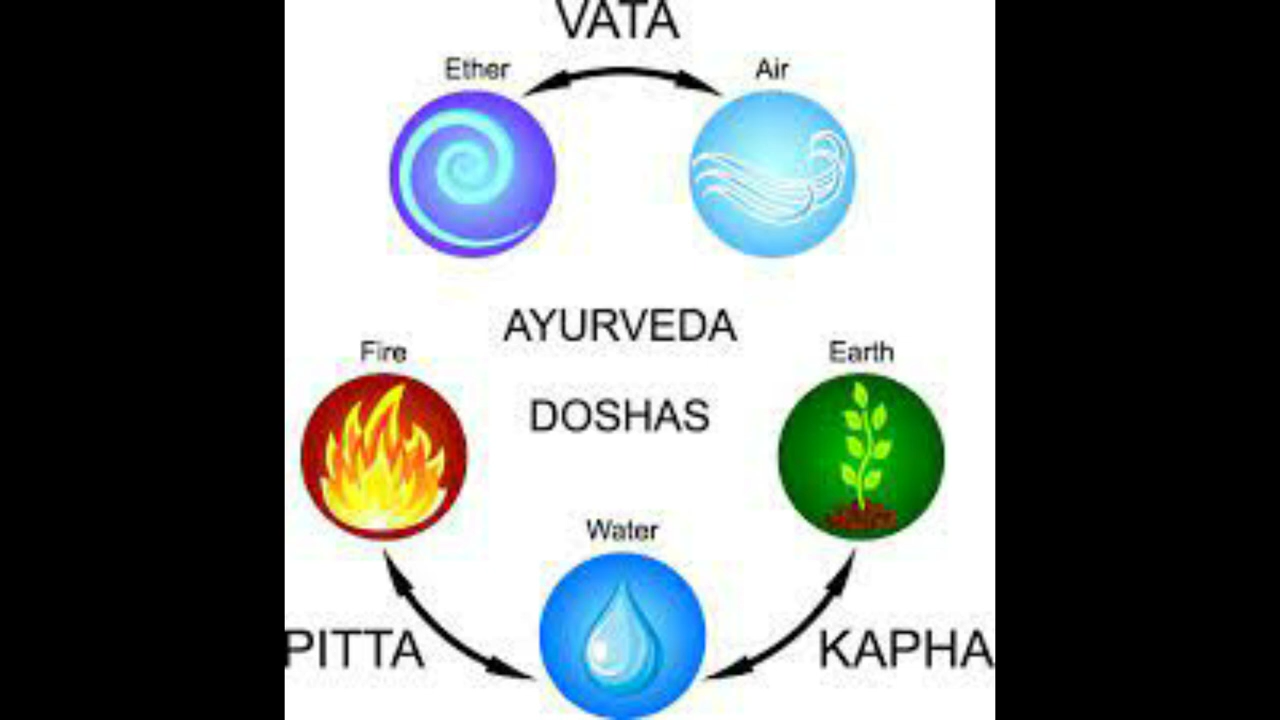 VATA
Ether
Air
AYURVEDA
Fire
Earth
DOSHAS
Water
PITTA
KAPHA